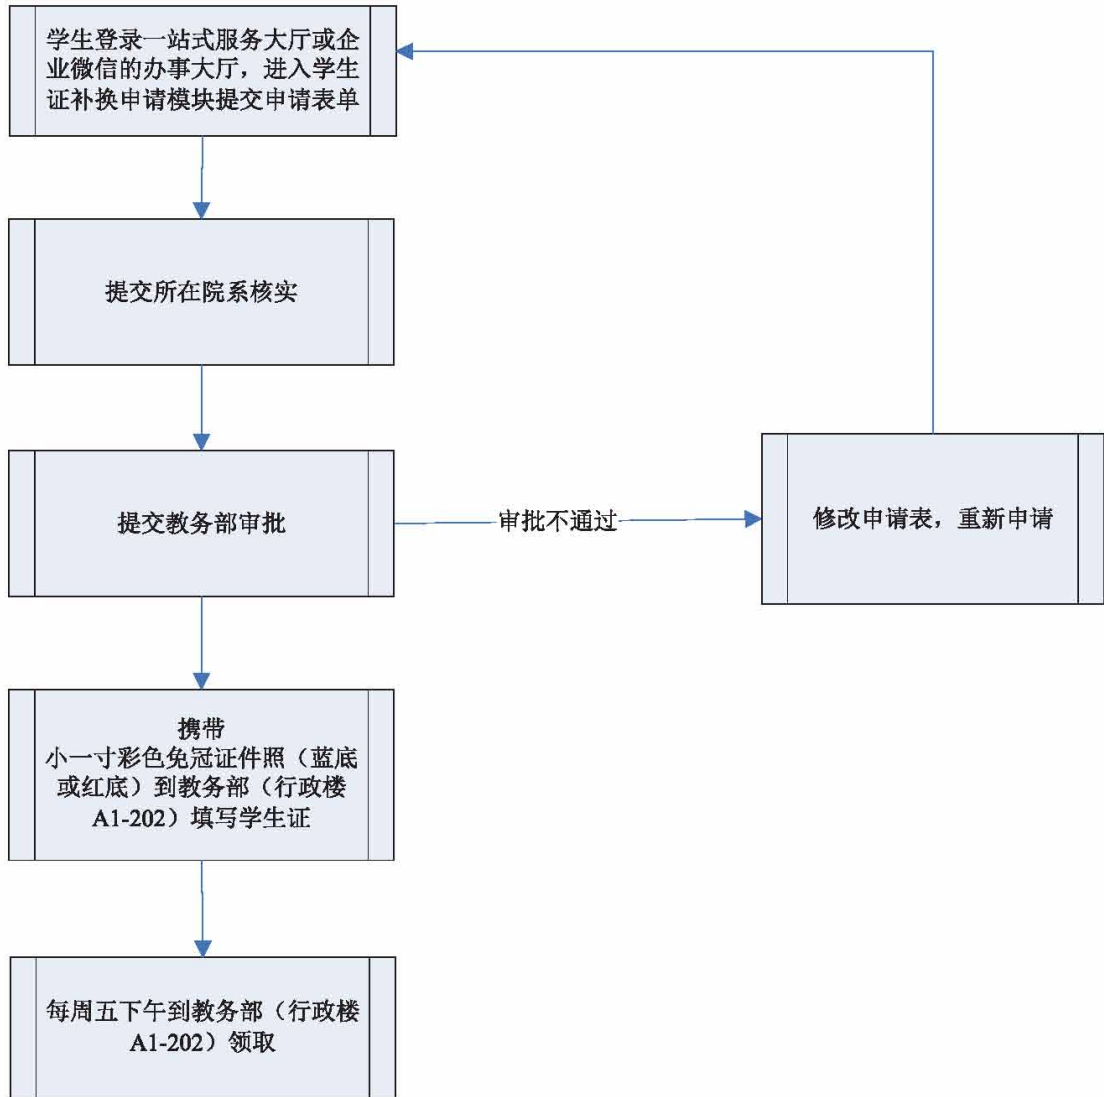 学生登录一站式服务大厅或企
业微信的办事大厅，进入学生
证补换申请模块提交申请表单
提交所在院系核实
提交教务部审批
审批不通过
修改申请表，重新申请
携带
小一寸彩色免冠证件照（蓝底
或红底）到教务部（行政楼
A1-202）填写学生证
每周五下午到教务部（行政楼
A1-202）领取